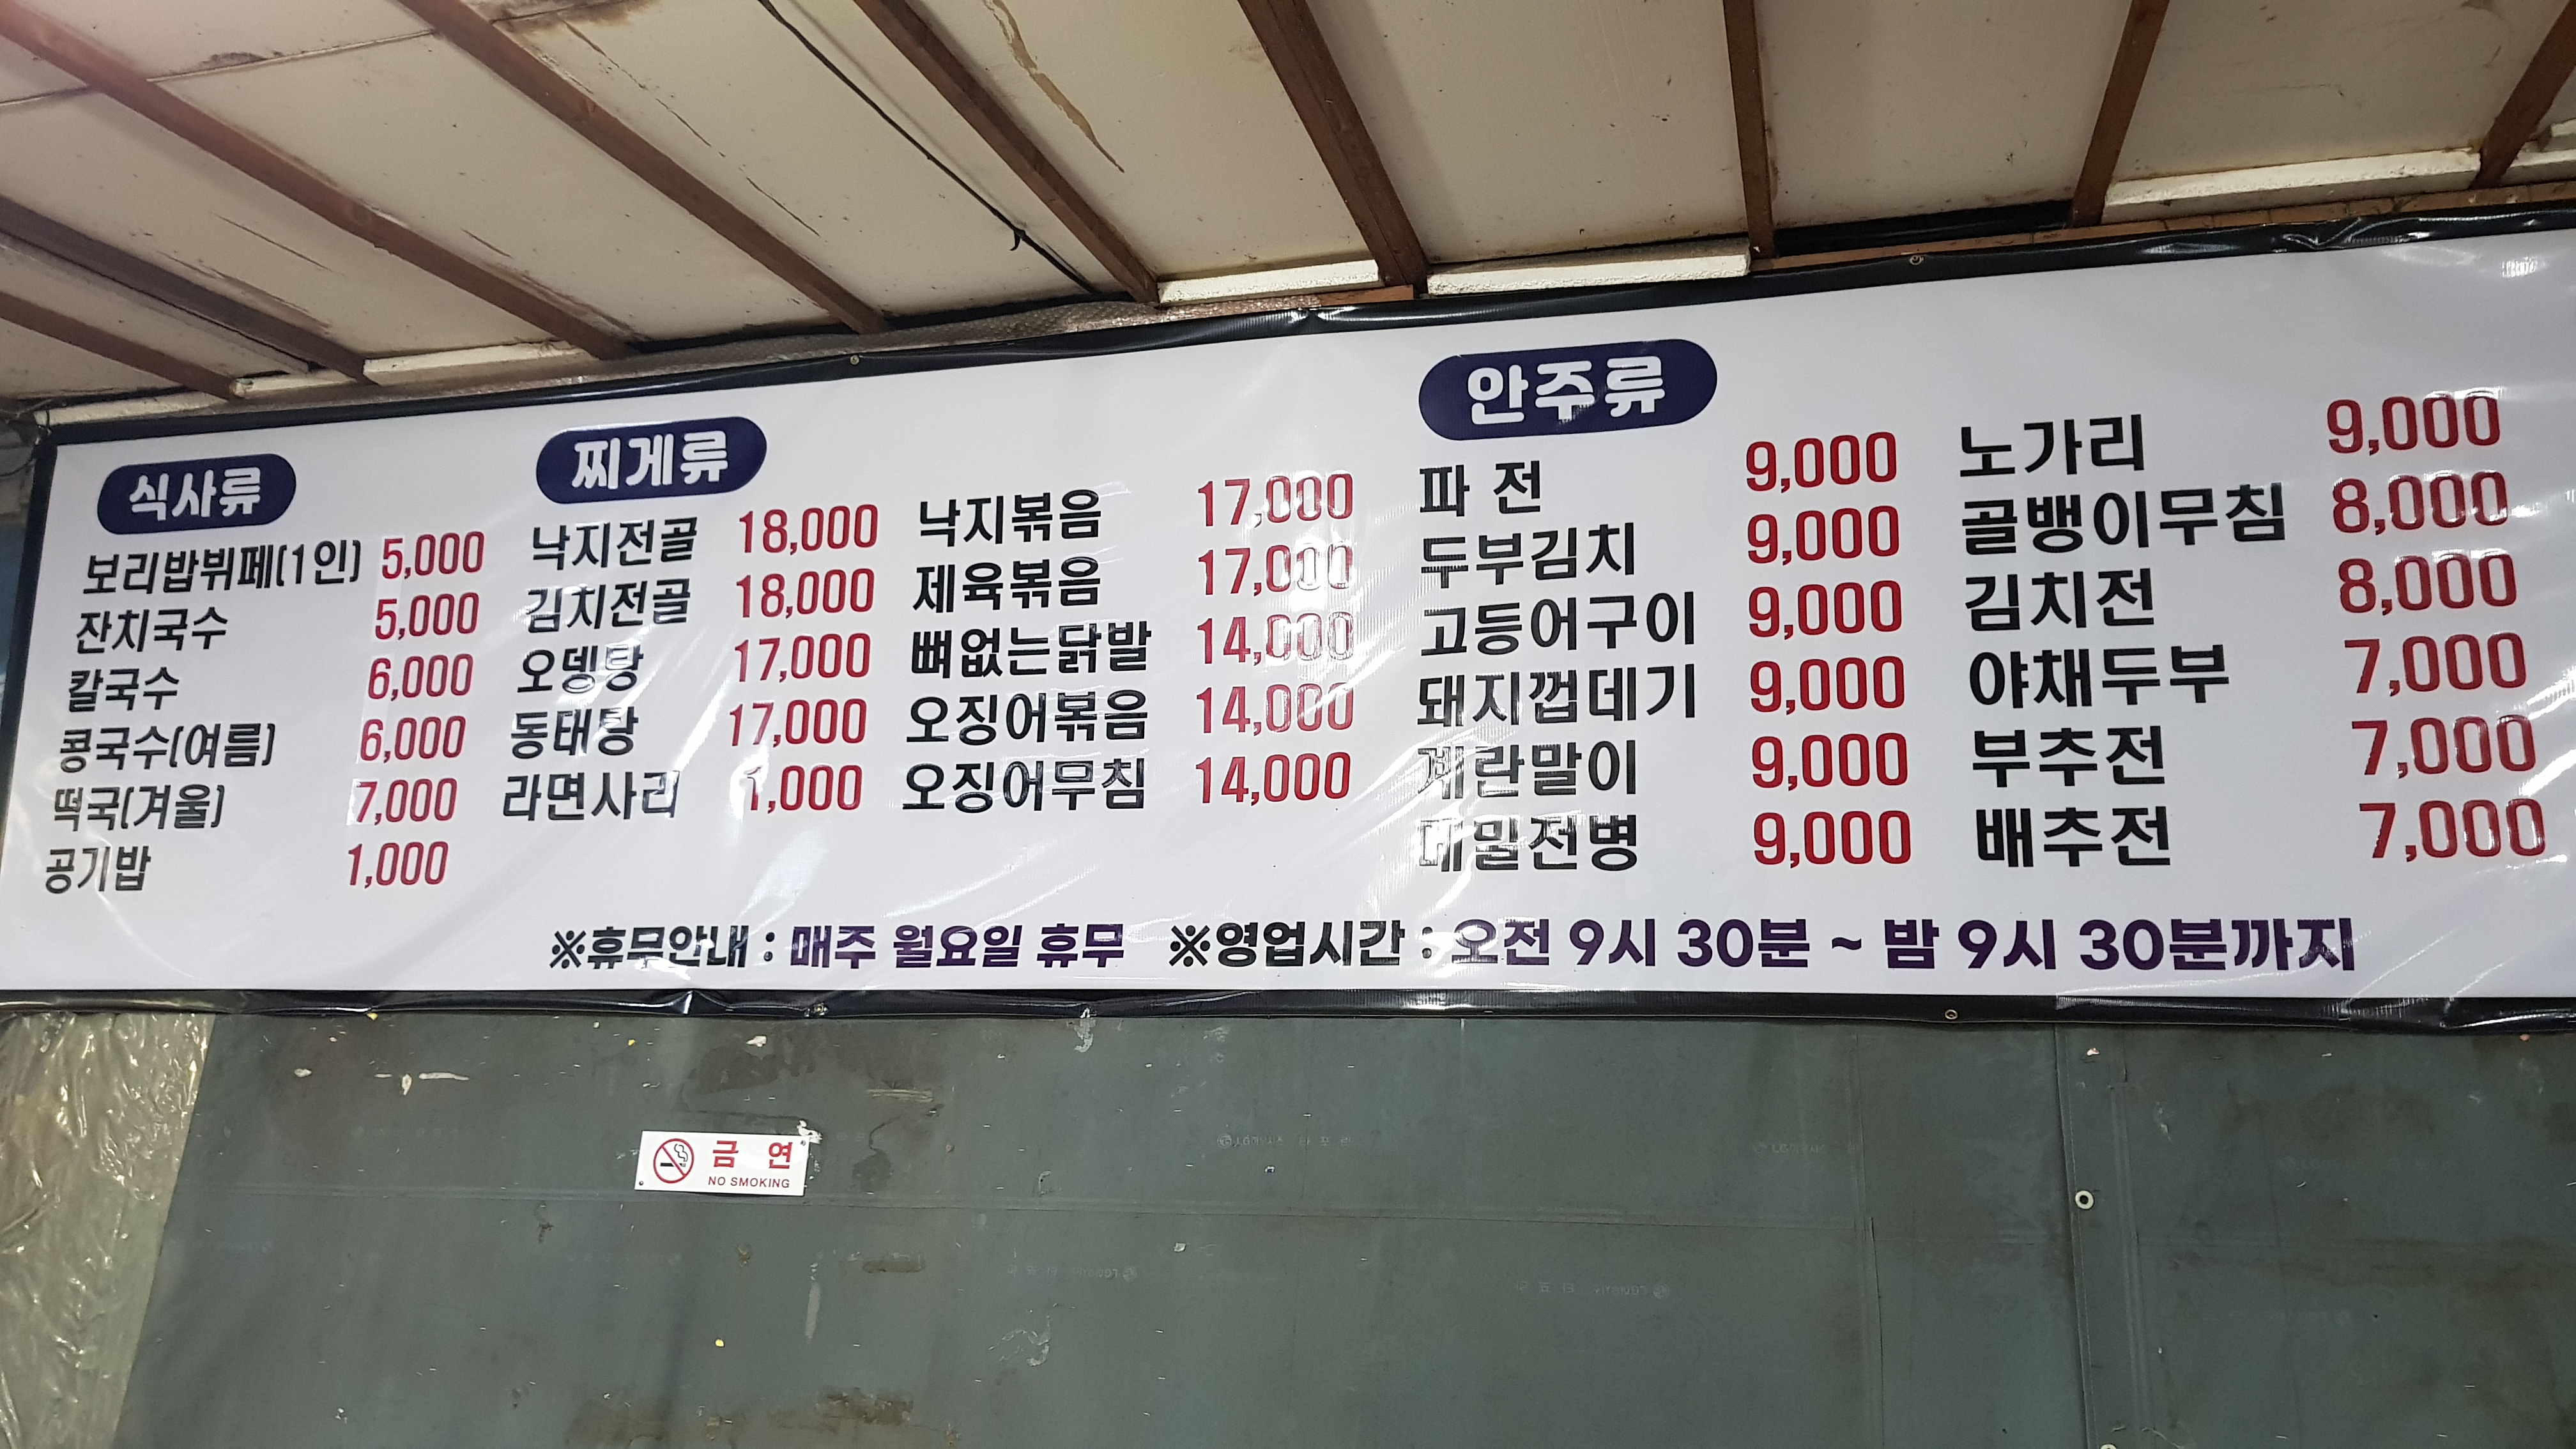 식사류
보리밥뷔페(1인) 5,000
잔치국수 5,000
칼국수 6,000
콩국수(여름) 6,000
떡국(겨울) 7,000
공기밥 1,000
찌게류
낙지전골 18,000
김치전골 18,000
오뎅탕 17,000
동태탕 17,000
라면사리 1,000
낙지볶음 17,000
제육볶음 17,000
뼈없는닭발 14,000
오징어볶음 14,000
오징어무침 14,000
안주류
파 전 9,000
두부김치 9,000
고등어구이 9,000
돼지껍데기 9,000
계란말이 9,000
메밀전병 9,000
노가리 9,000
골뱅이무침 8,000
김치전 8,000
야채두부 7,000
부추전 7,000
배추전 7,000
※휴무안내 : 매주 월요일 휴무 ※영업시간 : 오전 9시 30분 ~ 밤 9시 30분까지
금 연
NO SMOKING